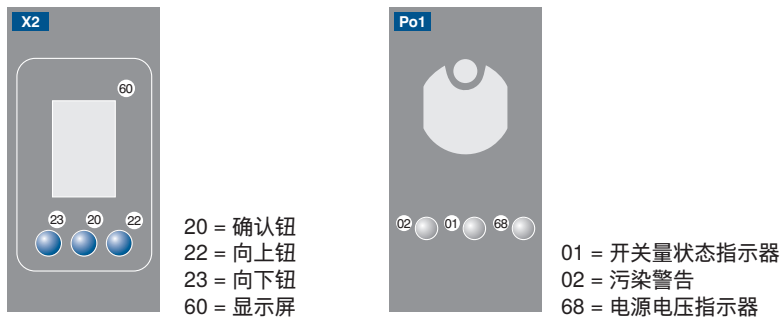 X2
60
23 20 22
20 = 确认钮
22 = 向上钮
23 = 向下钮
60 = 显示屏
Po1
02 01 68
01 = 开关量状态指示器
02 = 污染警告
68 = 电源电压指示器